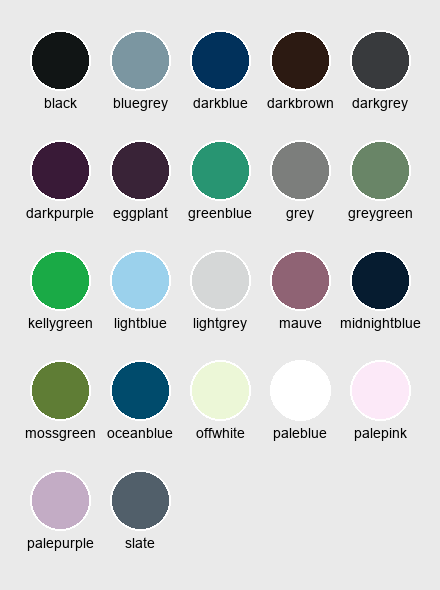 black bluegrey darkblue darkbrown darkgrey
darkpurple eggplant greenblue grey greygreen
kellygreen lightblue lightgrey mauve midnightblue
mossgreen oceanblue offwhite paleblue palepink
palepurple slate